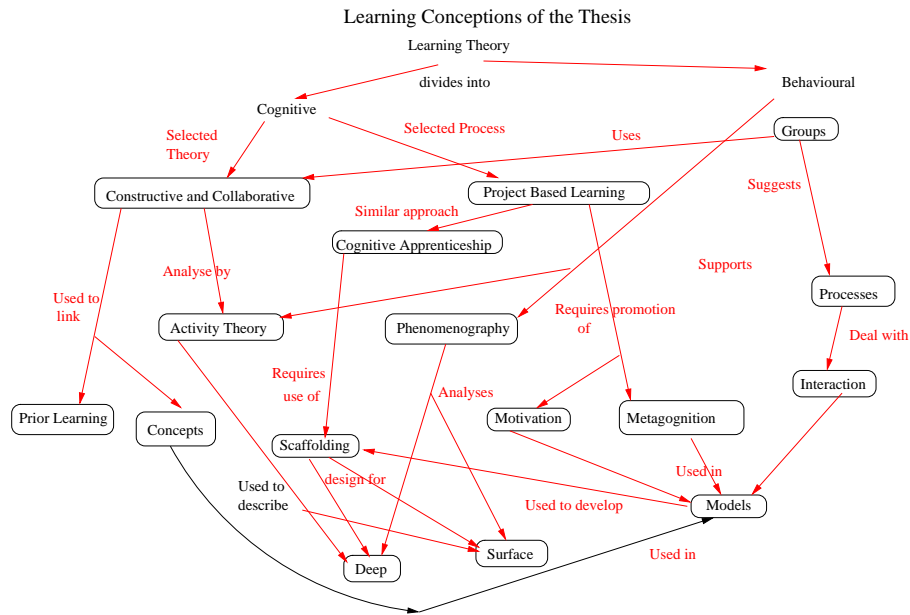 Learning Conceptions of the Thesis
Learning Theory
divides into
Behavioural
Cognitive
Selected
Theory
Selected Process
Uses
Groups
Constructive and Collaborative
Project Based Learning
Suggests
Similar approach
Cognitive Apprenticeship
Analyse by
Supports
Used to
link
Processes
Activity Theory
Phenomenography
Requires promotion
of
Deal with
Requires
use of
Analyses
Interaction
Prior Learning
Concepts
Motivation
Metagognition
Scaffolding
Used to
describe
design for
Used in
Used to develop
Models
Surface
Deep
Used in